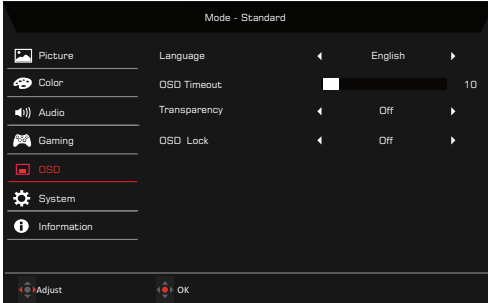 Mode - Standard
Picture
Language English
Color
OSD Timeout 10
Audio
Transparency Off
Gaming
OSD Lock Off
OSD
System
Information
Adjust OK